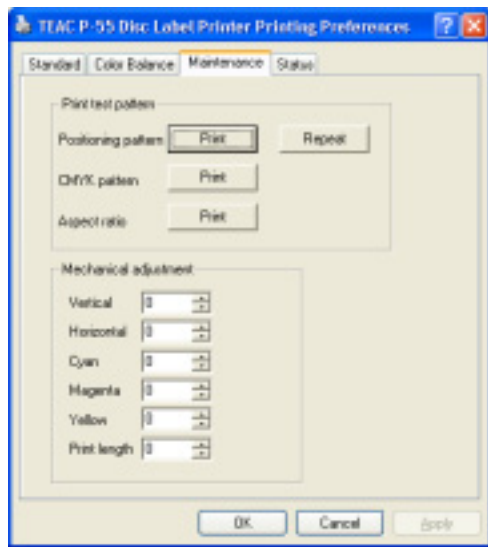 TEAC P-55 Disc Label Printer Printing Preferences
Standard Color Balance Maintenance Status
Print test pattern
Positioning pattern Print Repeat
CMYK pattern Print
Aspect ratio Print
Mechanical adjustment
Vertical 0
Horizontal 0
Cyan 0
Magenta 0
Yellow 0
Print length 0
OK Cancel Apply